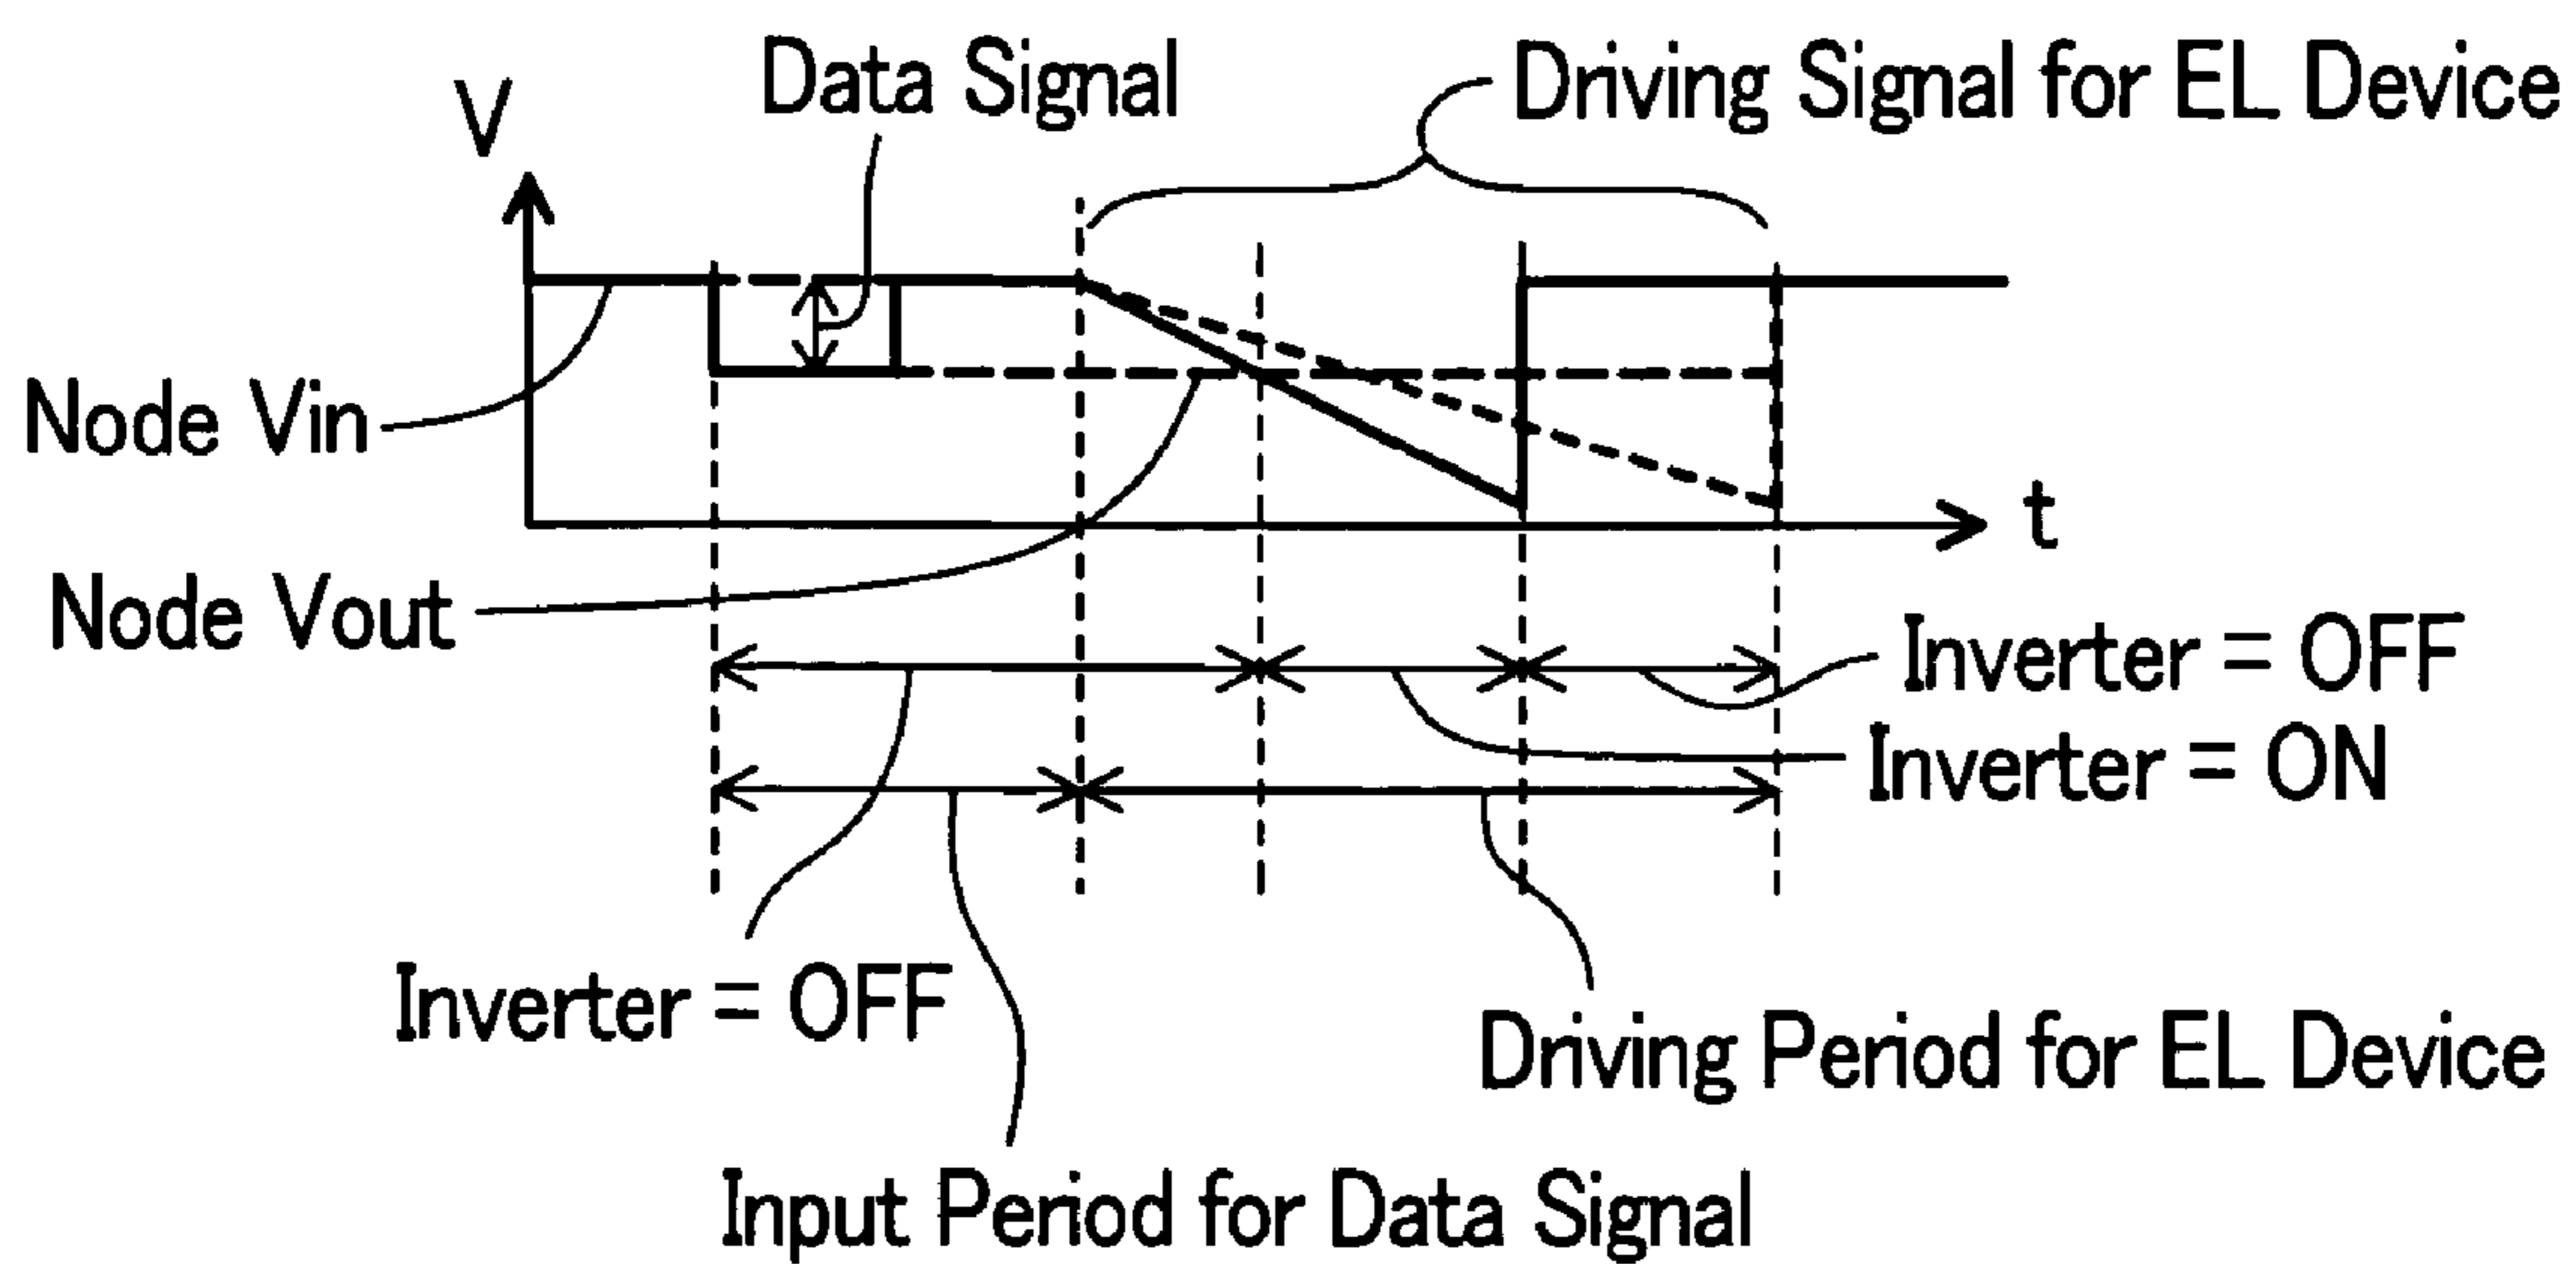 Data Signal
Driving Signal for EL Device
V
Node Vin
t
Node Vout
Inverter = OFF
Inverter = ON
Inverter = OFF
Driving Period for EL Device
Input Period for Data Signal